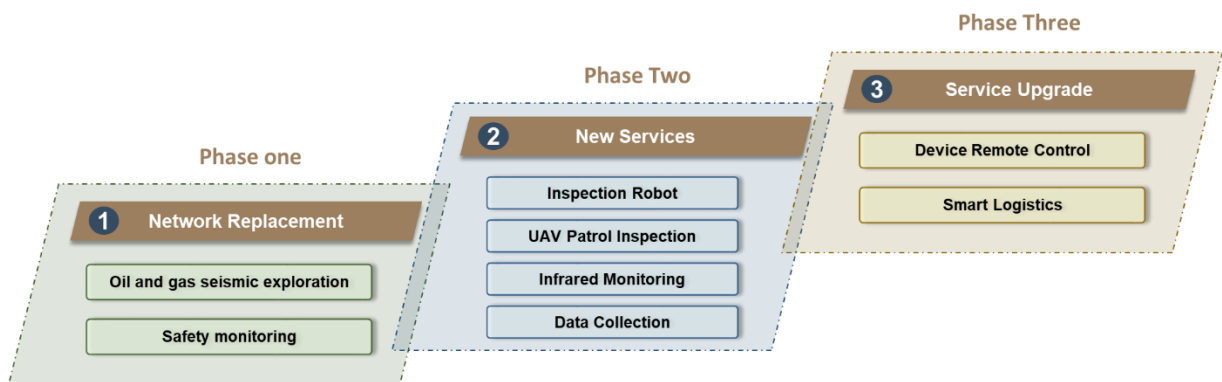 Phase one
1 Network Replacement
Oil and gas seismic exploration
Safety monitoring
Phase Two
2 New Services
Inspection Robot
UAV Patrol Inspection
Infrared Monitoring
Data Collection
Phase Three
3 Service Upgrade
Device Remote Control
Smart Logistics